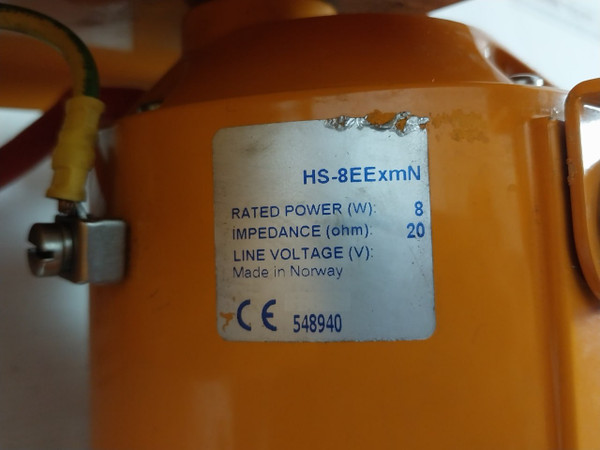 HS-8EExmN
RATED POWER (W): 8
IMPEDANCE (ohm): 20
LINE VOLTAGE (V):
Made in Norway
CE 548940